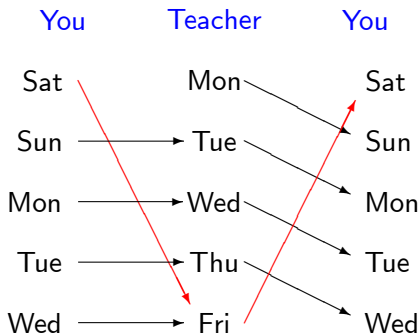 You Teacher You
Sat Mon Sat
Sun Tue Sun
Mon Wed Mon
Tue Thu Tue
Wed Fri Wed